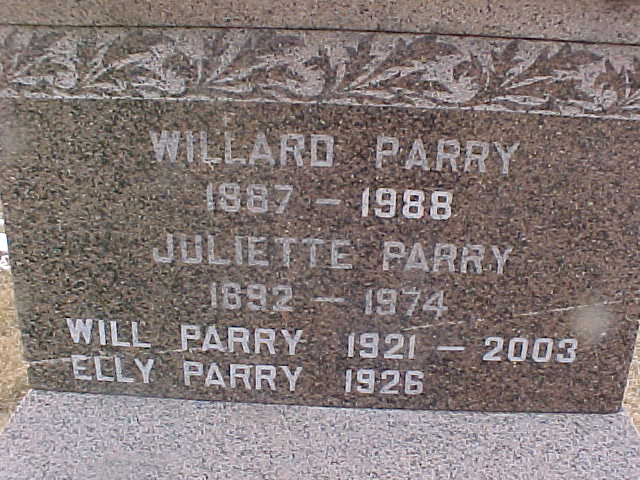 WILLARD PARRY
1887 - 1988
JULIETTE PARRY
1892 - 1974
WILL PARRY 1921 - 2003
ELLY PARRY 1926